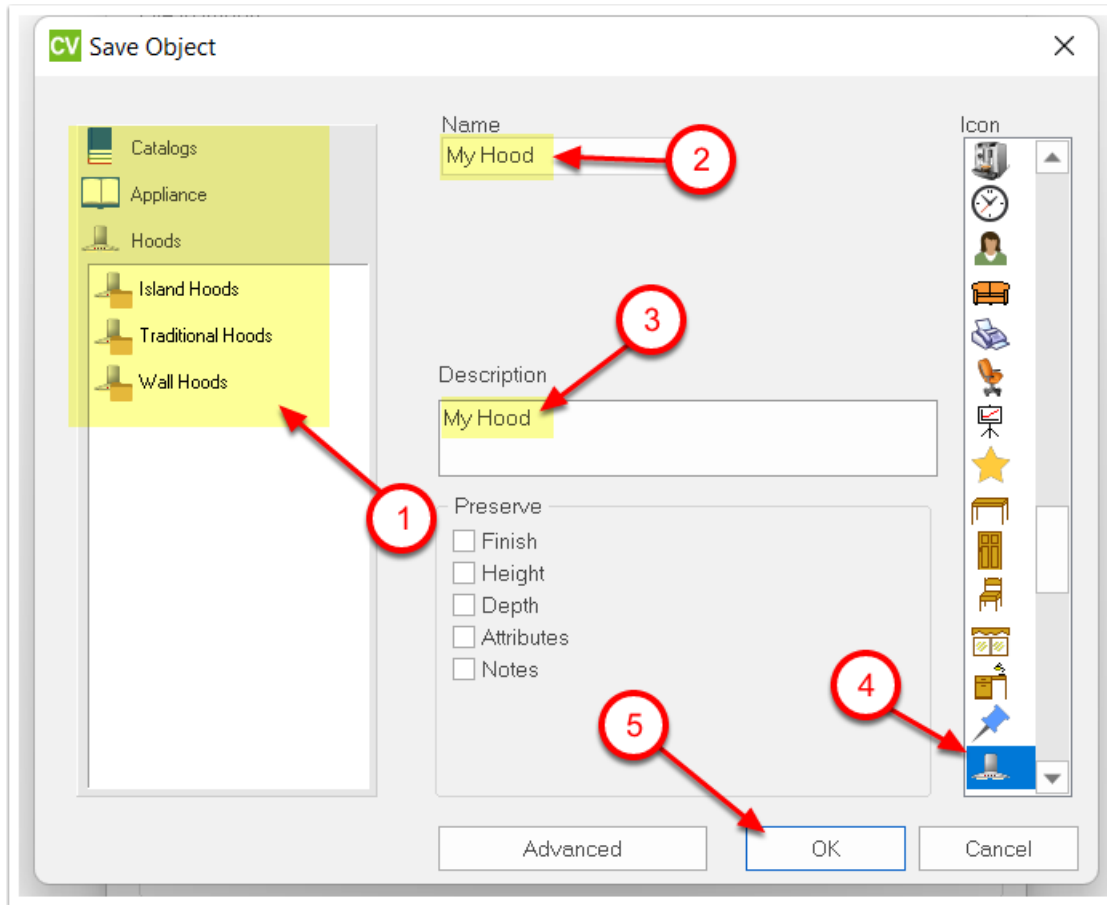 CV Save Object
Catalogs
Appliance
Hoods
Island Hoods
Traditional Hoods
Wall Hoods
1
Name
My Hood
2
3
Description
My Hood
Preserve
Finish
Height
Depth
Attributes
Notes
Icon
4
5
Advanced
OK
Cancel